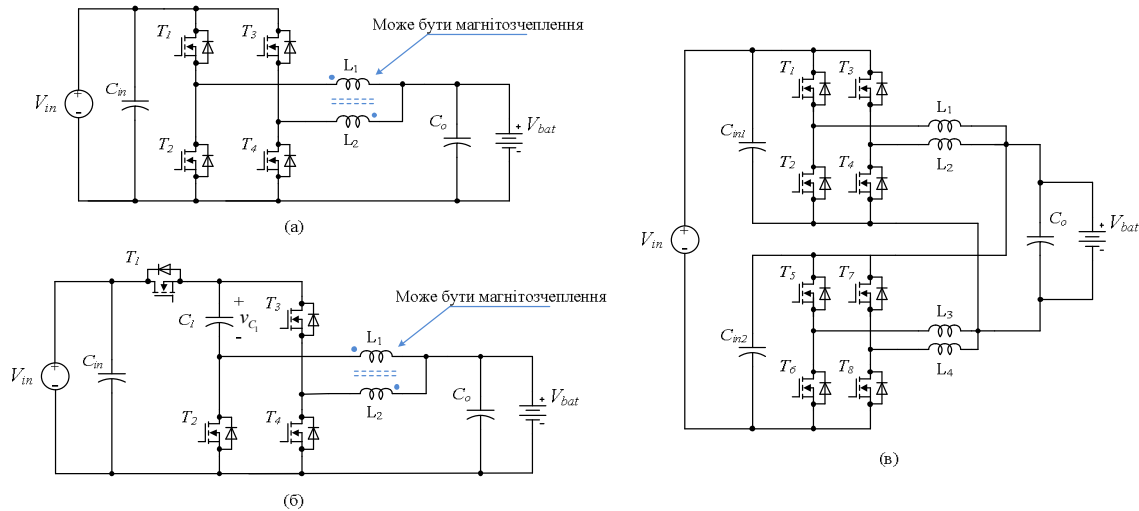 Може бути магнітозчеплення
T1
T3
L1
Cin
Vin
Co
Vbat
L2
T2
T4
(а)
T1
Може бути магнітозчеплення
T3
C1
+
vC1
-
L1
Cin
Vin
L2
Co
Vbat
T2
T4
(б)
T1
T3
L1
Cin1
L2
T2
T4
Co
Vbat
Vin
T5
T7
L3
Cin2
L4
T6
T8
(в)